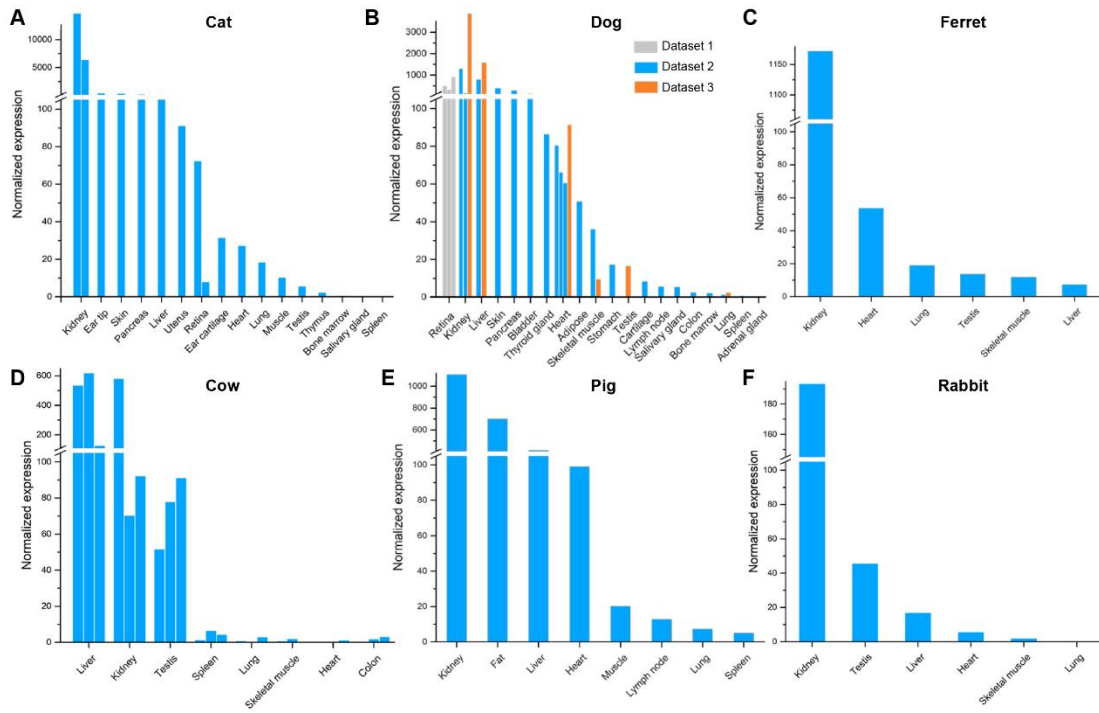 A
Cat
Normalized expression
10000
5000
100
80
60
40
20
0
Kidney
Ear tip
Skin
Pancreas
Liver
Uterus
Retina
Ear cartilage
Heart
Lung
Muscle
Testis
Thymus
Bone marrow
Salivary gland
Spleen
B
Dog
Dataset 1
Dataset 2
Dataset 3
Normalized expression
3000
2000
1000
100
80
60
40
20
0
Retina
Kidney
Liver
Skin
Pancreas
Bladder
Thyroid gland
Heart
Adipose
Skeletal muscle
Stomach
Testis
Cartilage
Lymph node
Salivary gland
Colon
Bone marrow
Lung
Spleen
Adrenal gland
C
Ferret
Normalized expression
1150
1100
100
80
60
40
20
0
Kidney
Heart
Lung
Testis
Skeletal muscle
Liver
D
Cow
Normalized expression
600
400
200
100
80
60
40
20
0
Liver
Kidney
Testis
Spleen
Lung
Skeletal muscle
Heart
Colon
E
Pig
Normalized expression
1000
800
600
100
80
60
40
20
0
Kidney
Fat
Liver
Heart
Muscle
Lymph node
Lung
Spleen
F
Rabbit
Normalized expression
180
160
100
80
60
40
20
0
Kidney
Testis
Liver
Heart
Skeletal muscle
Lung